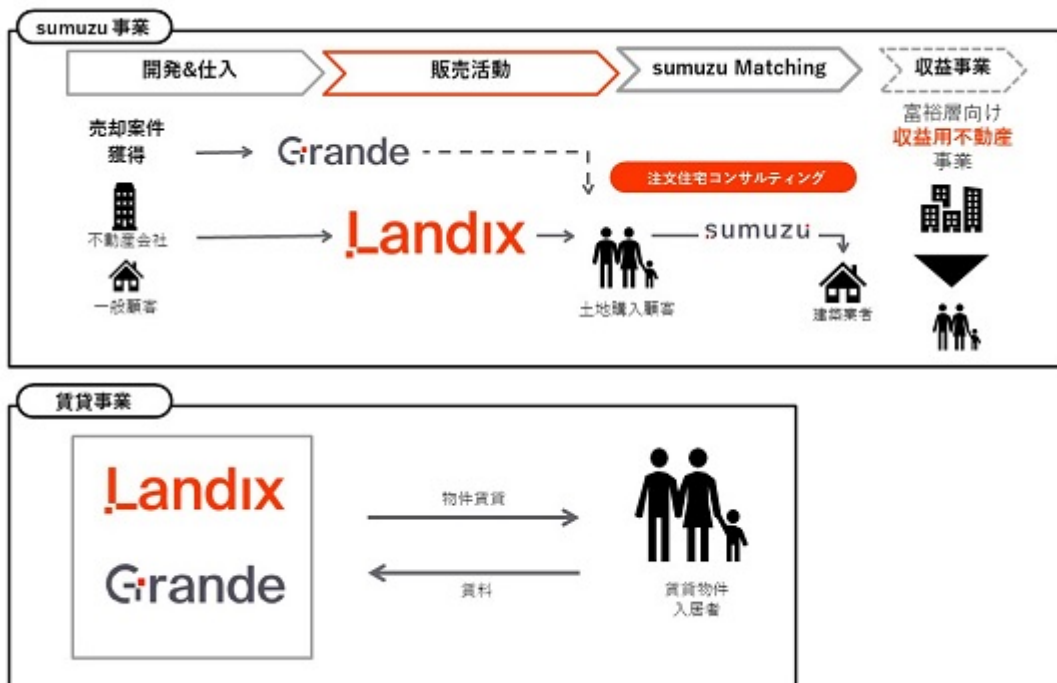 sumuzu 事業
開発&仕入
販売活動
sumuzu Matching
収益事業
売却案件
獲得
Grande
富裕層向け
収益用不動産
事業
注文住宅コンサルティング
不動産会社
Landix
sumuzu
一般顧客
土地購入顧客
建築業者
賃貸事業
Landix
Grande
物件賃貸
賃料
賃貸物件
入居者